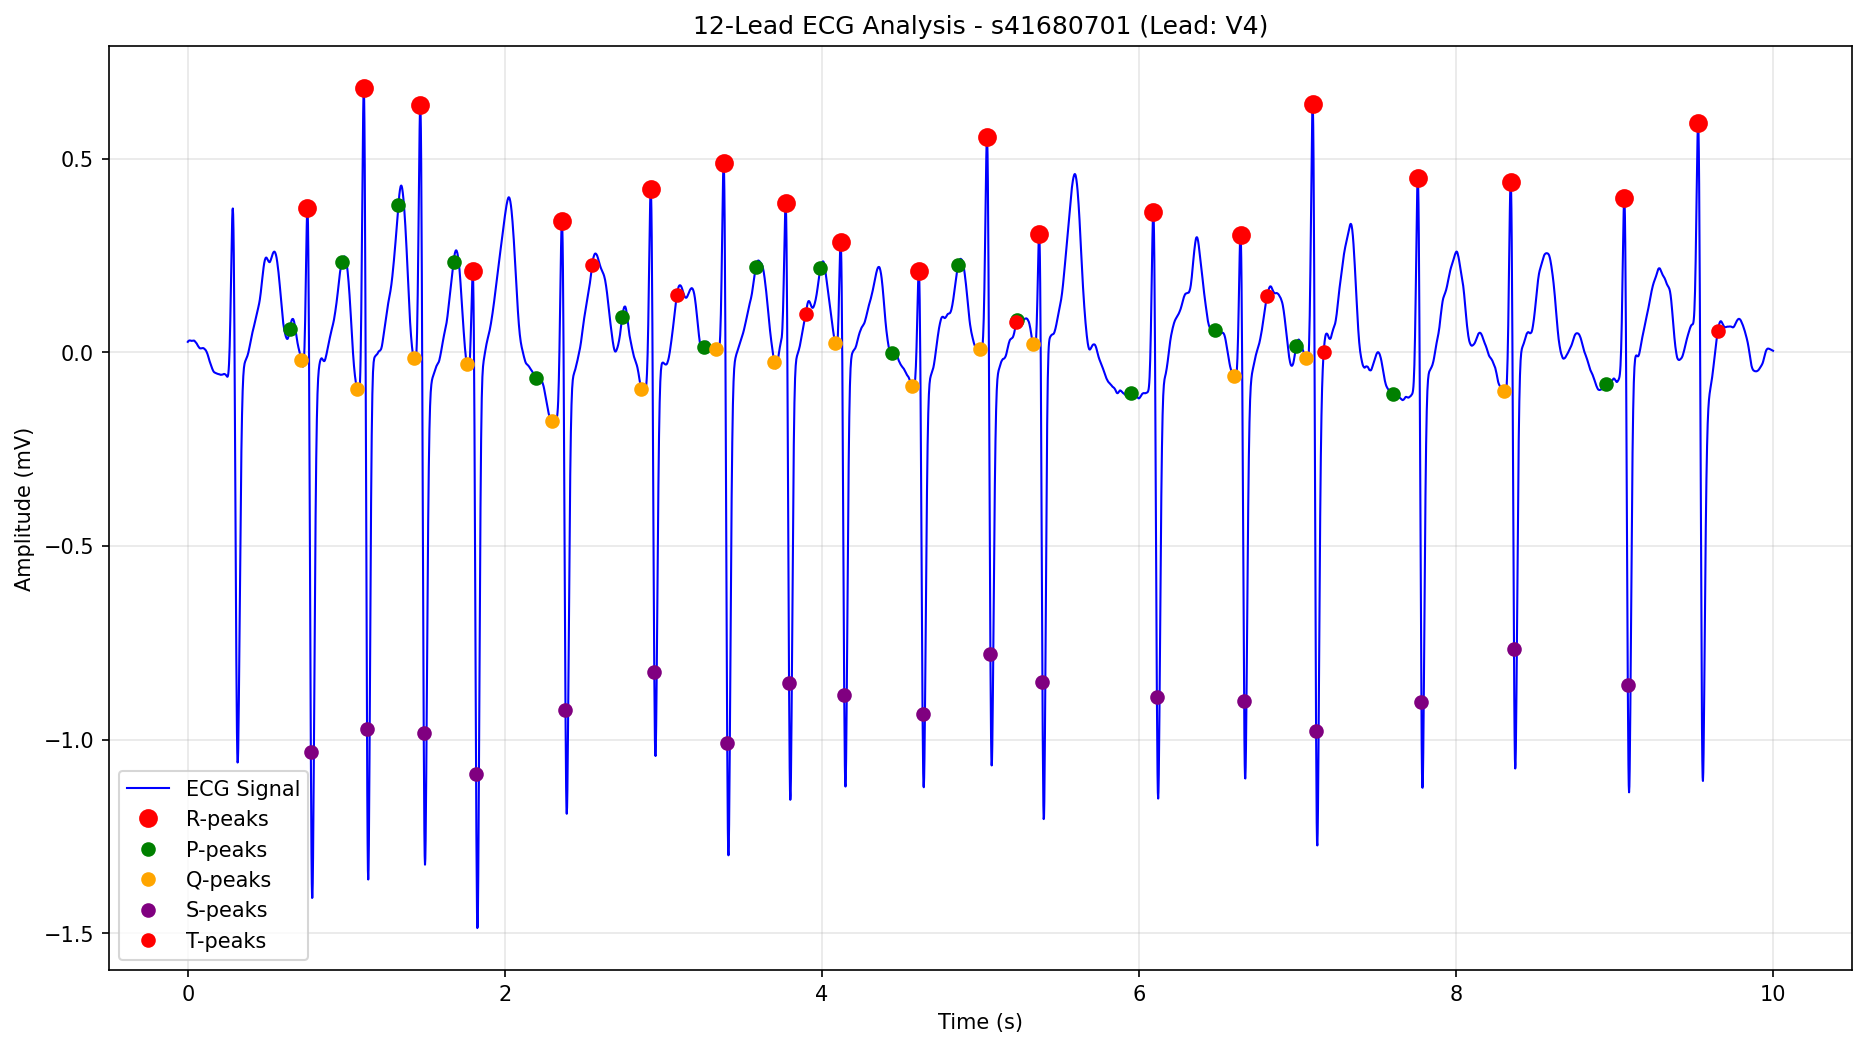 12-Lead ECG Analysis - s41680701 (Lead: V4)
Amplitude (mV)
0.5
0.0
−0.5
−1.0
−1.5
ECG Signal
R-peaks
P-peaks
Q-peaks
S-peaks
T-peaks
0 2 4 6 8 10
Time (s)